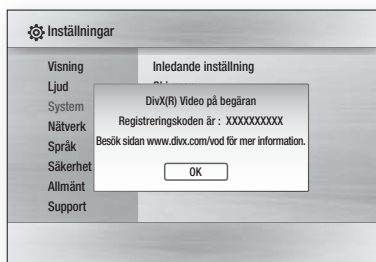 Inställningar
Visning
Inledande inställning
Ljud
System
Nätverk
Språk
Säkerhet
Allmänt
Support
DivX(R) Video på begäran
Registreringskoden är : XXXXXXXXXX
Besök sidan www.divx.com/vod för mer information.
OK